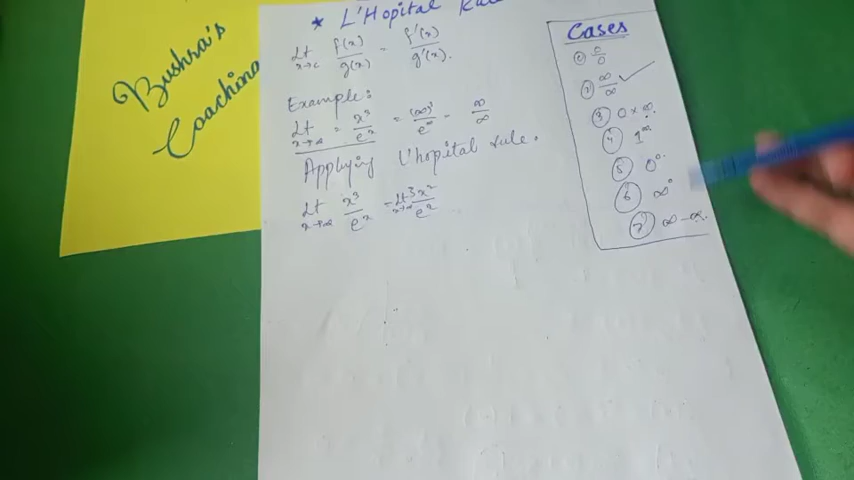 Bushra's
Coaching
* L'Hopital Rule
Lt x→c f(x)/g(x) = f'(x)/g'(x).
Example:
Lt x→∞ = x³/eˣ = (∞)³/e^∞ = ∞/∞
Applying L'hopital rule.
Lt x→∞ x³/eˣ = Lt x→∞ 3x²/eˣ
Cases
① 0/0
② ∞/∞ ✓
③ 0×∞.
④ 1^∞
⑤ 0⁰.
⑥ ∞⁰
⑦ ∞-∞.